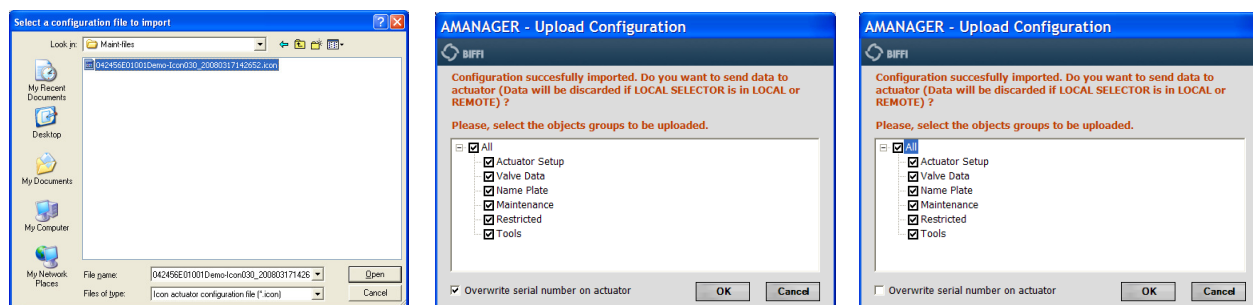 Select a configuration file to import
Look in:
Maint-files
042456E01001Demo-Icon030_20080317142652.icon
My Recent
Documents
Desktop
My Documents
My Computer
My Network
Places
File name:
042456E01001Demo-Icon030_200803171426
Open
Files of type:
Icon actuator configuration file (*.icon)
Cancel
AMANAGER - Upload Configuration
BIFFI
Configuration succesfully imported. Do you want to send data to
actuator (Data will be discarded if LOCAL SELECTOR is in LOCAL or
REMOTE) ?
Please, select the objects groups to be uploaded.
All
Actuator Setup
Valve Data
Name Plate
Maintenance
Restricted
Tools
Overwrite serial number on actuator
OK
Cancel
AMANAGER - Upload Configuration
BIFFI
Configuration succesfully imported. Do you want to send data to
actuator (Data will be discarded if LOCAL SELECTOR is in LOCAL or
REMOTE) ?
Please, select the objects groups to be uploaded.
All
Actuator Setup
Valve Data
Name Plate
Maintenance
Restricted
Tools
Overwrite serial number on actuator
OK
Cancel